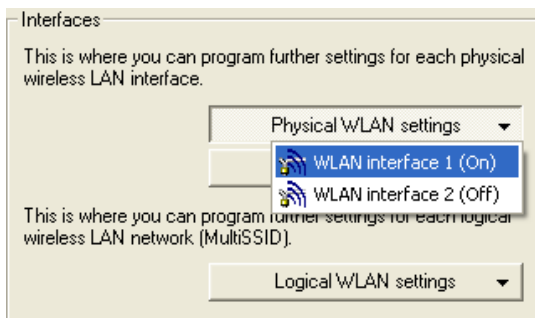 Interfaces
This is where you can program further settings for each physical
wireless LAN interface.
Physical WLAN settings
WLAN interface 1 (On)
WLAN interface 2 (Off)
This is where you can program further settings for each logical
wireless LAN network (MultiSSID).
Logical WLAN settings